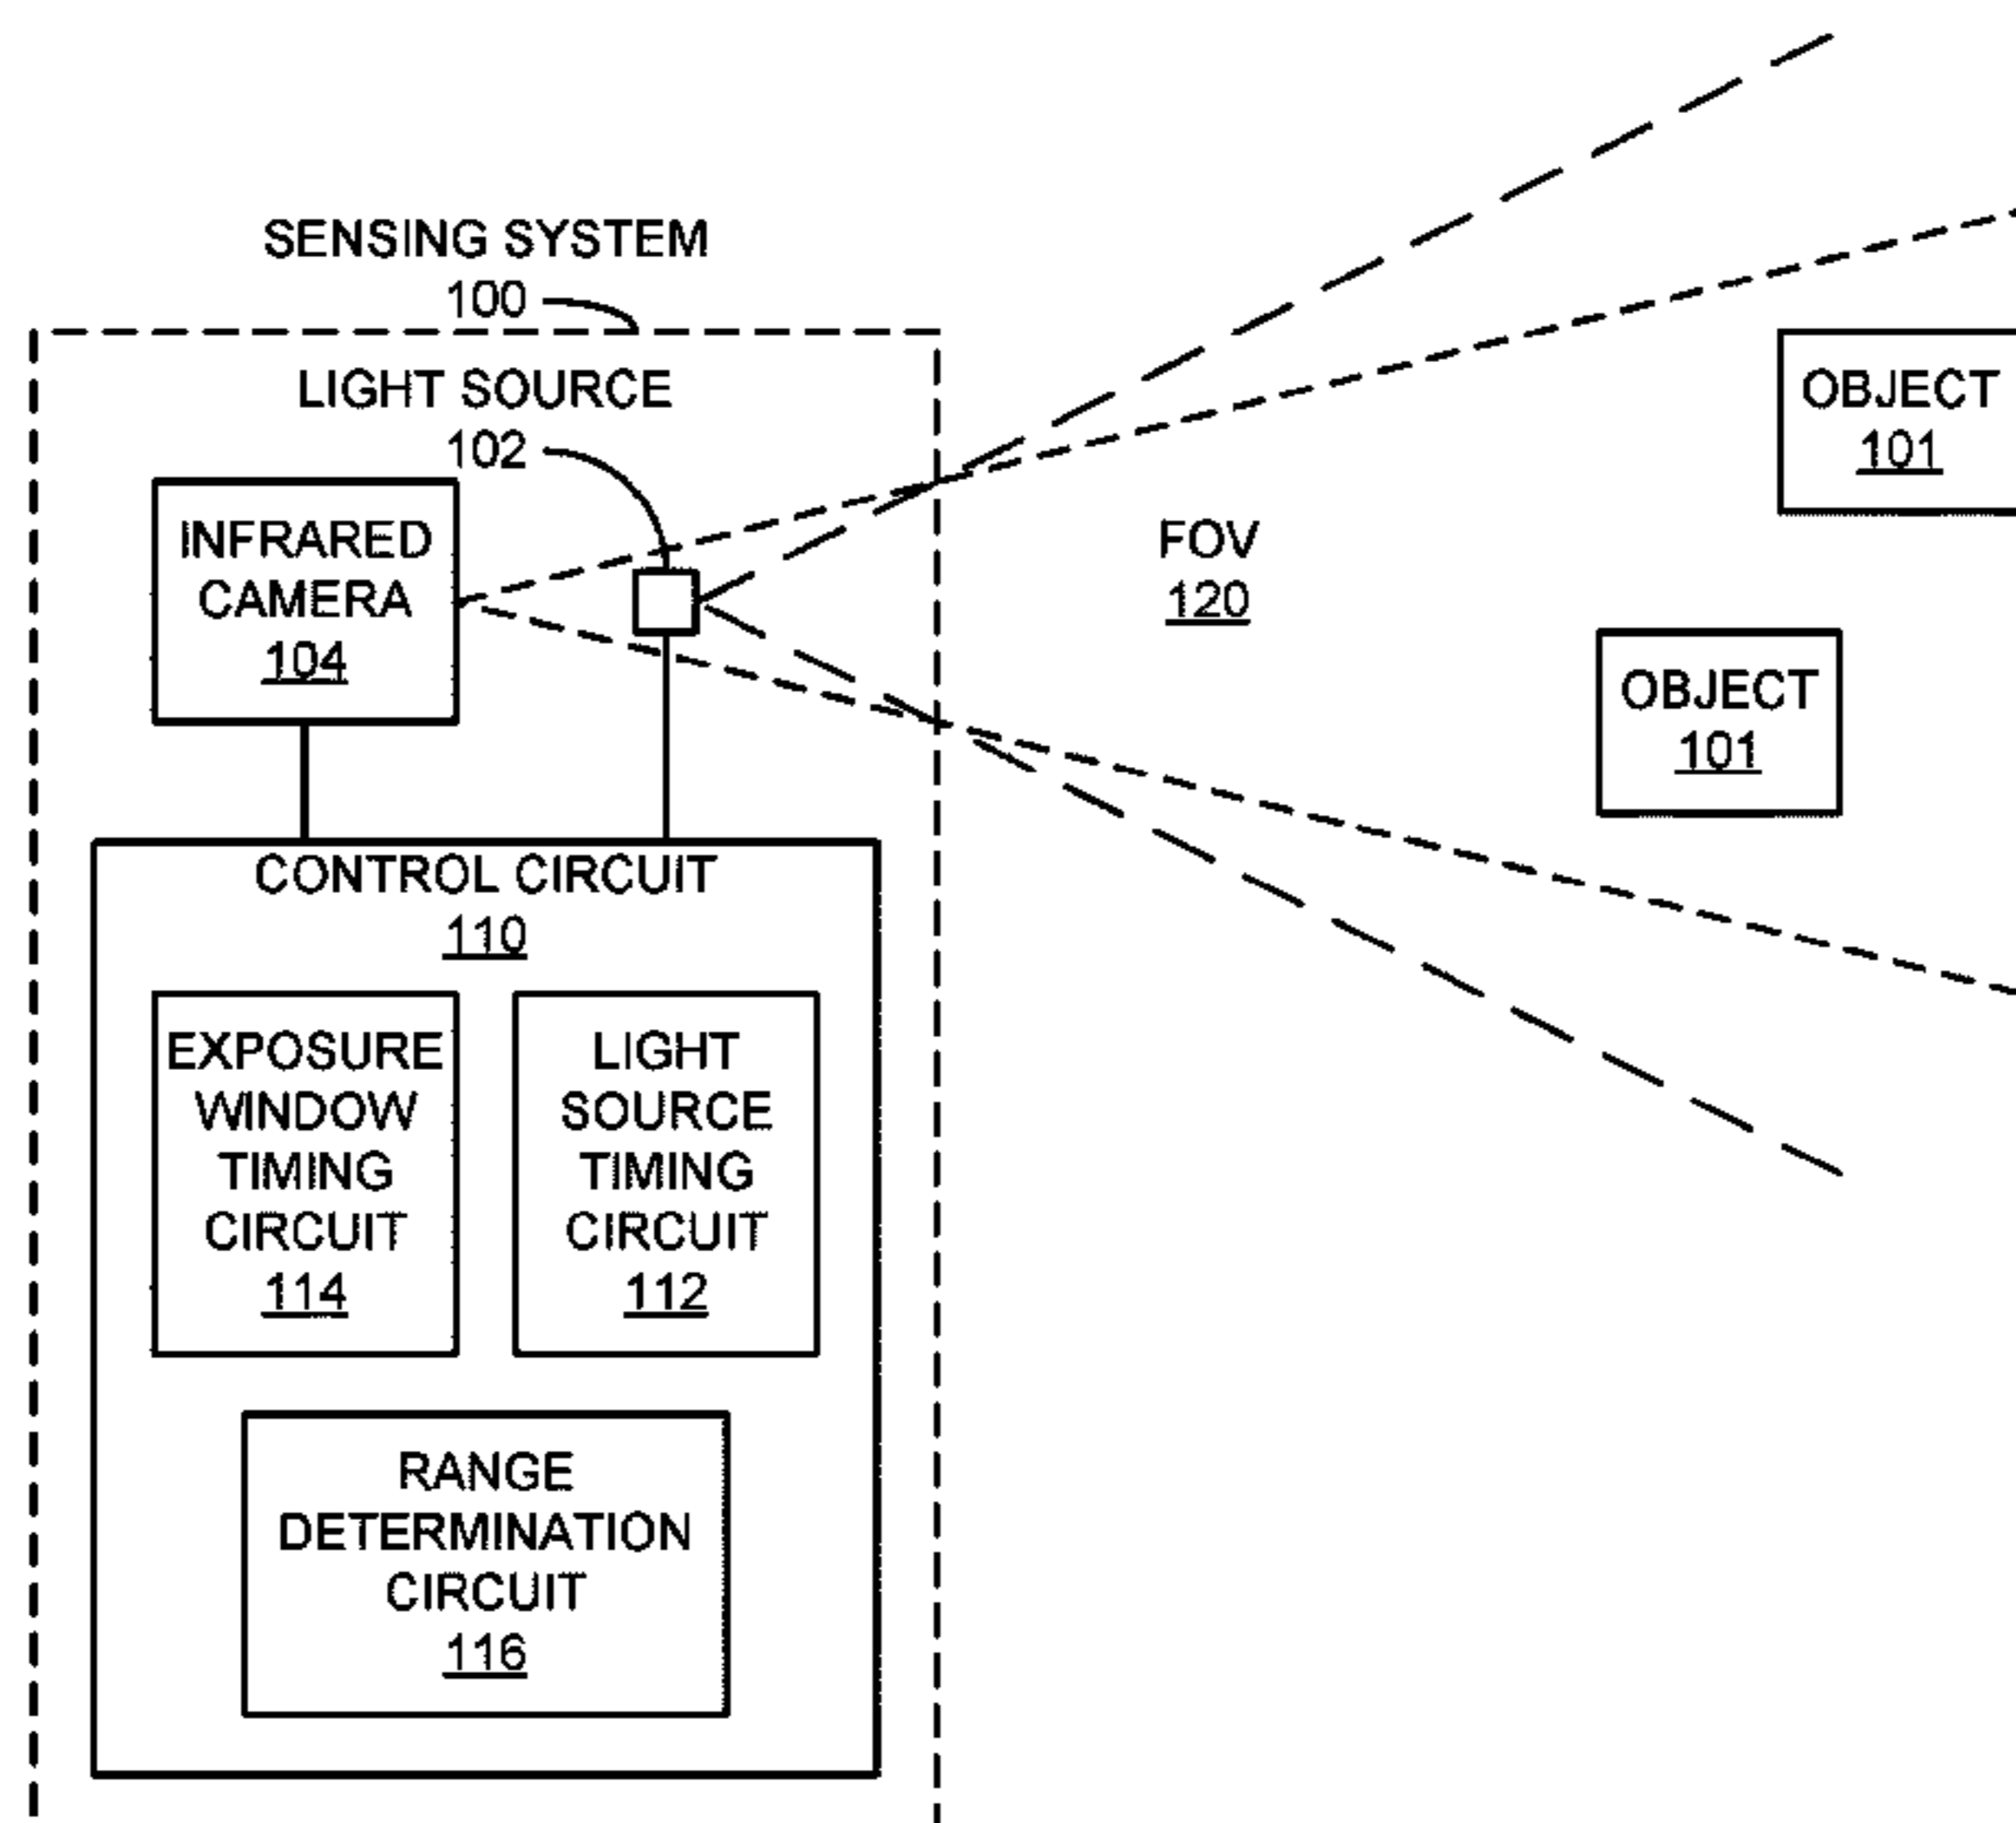 SENSING SYSTEM
100
LIGHT SOURCE
102
INFRARED
CAMERA
104
FOV
120
OBJECT
101
OBJECT
101
CONTROL CIRCUIT
110
EXPOSURE
WINDOW
TIMING
CIRCUIT
114
LIGHT
SOURCE
TIMING
CIRCUIT
112
RANGE
DETERMINATION
CIRCUIT
116